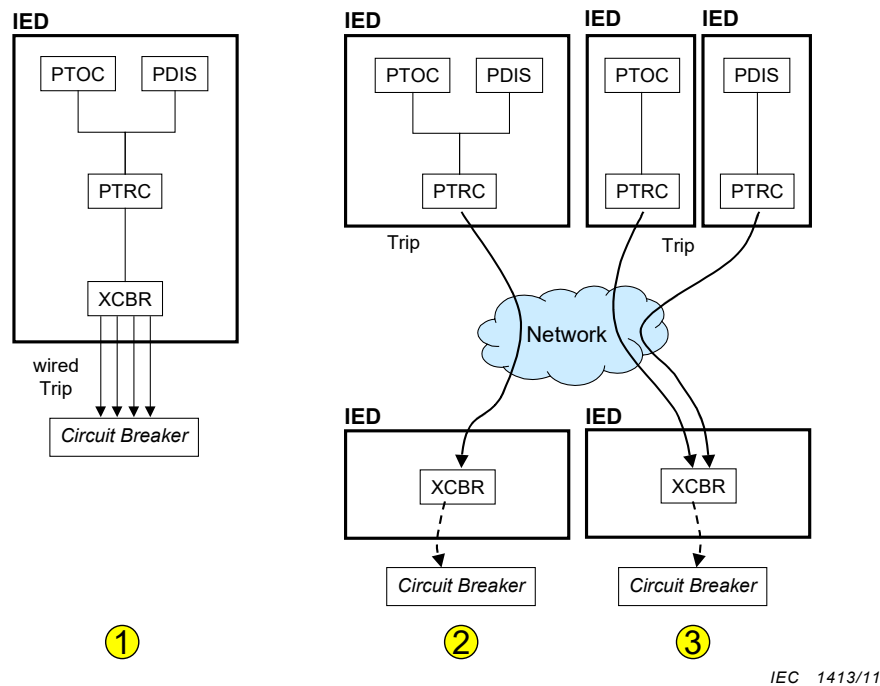 IED
PTOC
PDIS
PTRC
XCBR
wired
Trip
Circuit Breaker
1
IED
PTOC
PDIS
PTRC
Trip
IED
PTOC
PTRC
IED
PDIS
PTRC
Trip
Network
IED
XCBR
Circuit Breaker
2
IED
XCBR
Circuit Breaker
3
IEC 1413/11